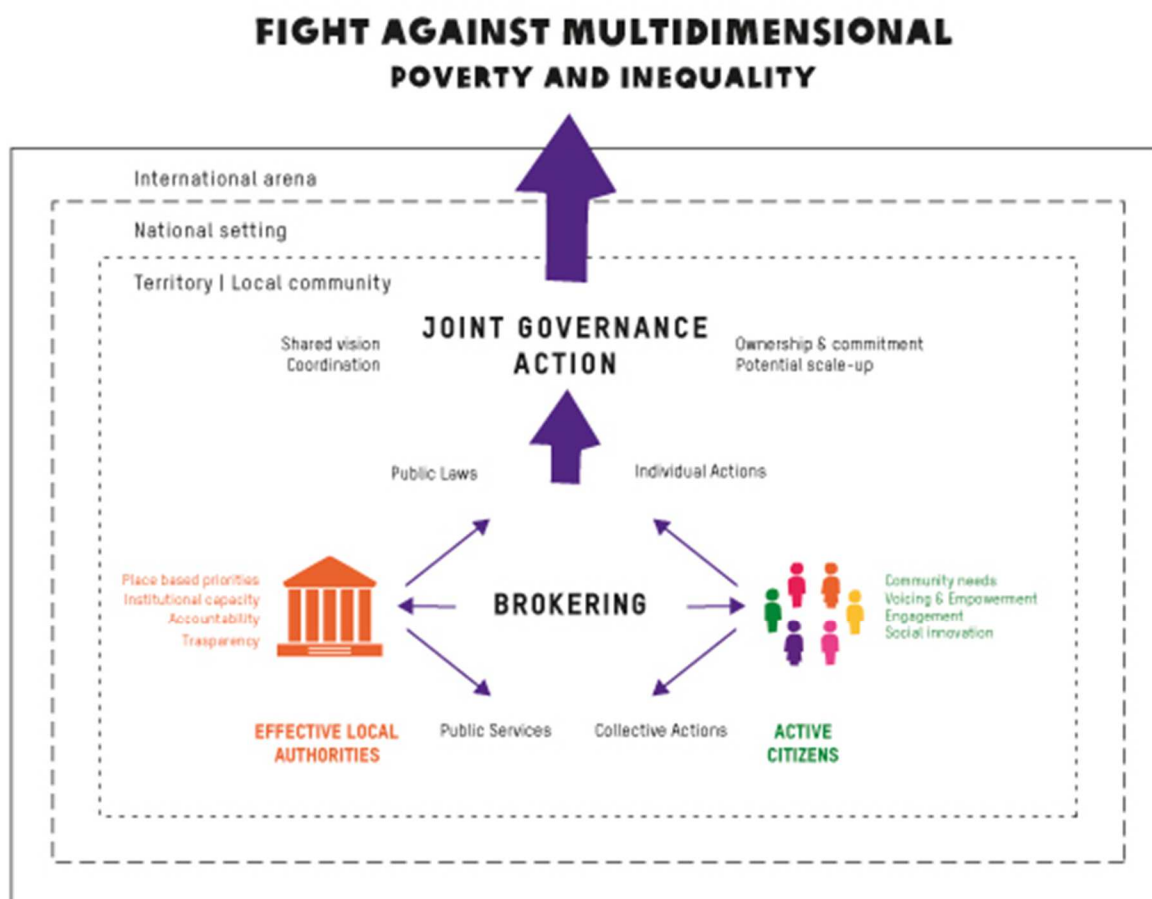 FIGHT AGAINST MULTIDIMENSIONAL
POVERTY AND INEQUALITY
International arena
National setting
Territory | Local community
JOINT GOVERNANCE
ACTION
Shared vision
Coordination
Ownership & commitment
Potential scale-up
Public Laws
Individual Actions
Place based priorities
Institutional capacity
Accountability
Trasparency
BROKERING
Community needs
Voicing & Empowerment
Engagement
Social innovation
EFFECTIVE LOCAL
AUTHORITIES
Public Services
Collective Actions
ACTIVE
CITIZENS